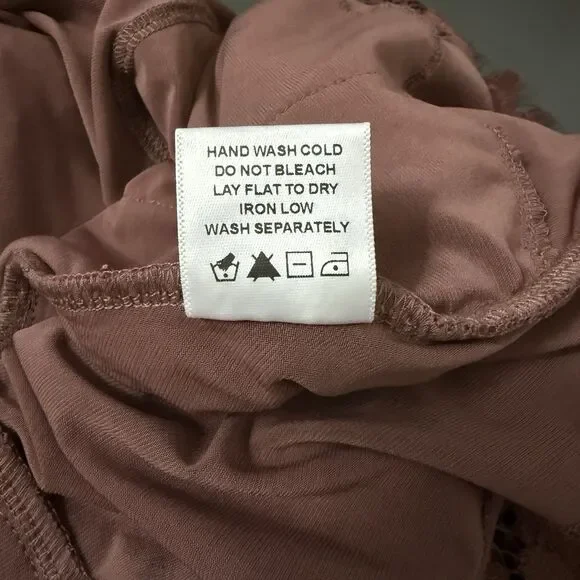 HAND WASH COLD
DO NOT BLEACH
LAY FLAT TO DRY
IRON LOW
WASH SEPARATELY